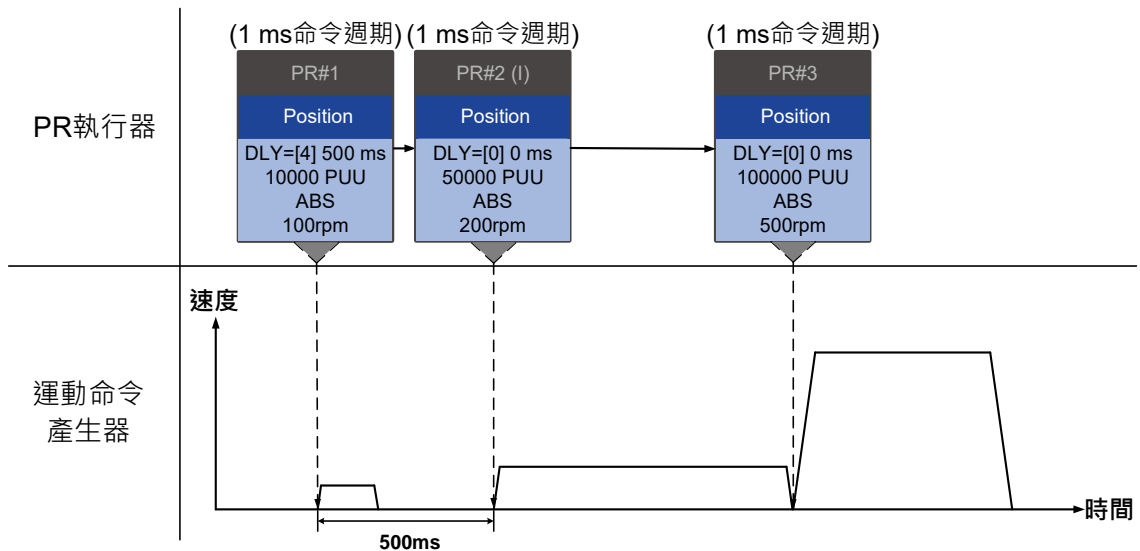 (1 ms命令週期) (1 ms命令週期) (1 ms命令週期)
PR執行器
PR#1
Position
DLY=[4] 500 ms
10000 PUU
ABS
100rpm
PR#2 (I)
Position
DLY=[0] 0 ms
50000 PUU
ABS
200rpm
PR#3
Position
DLY=[0] 0 ms
100000 PUU
ABS
500rpm
運動命令
產生器
速度
時間
500ms